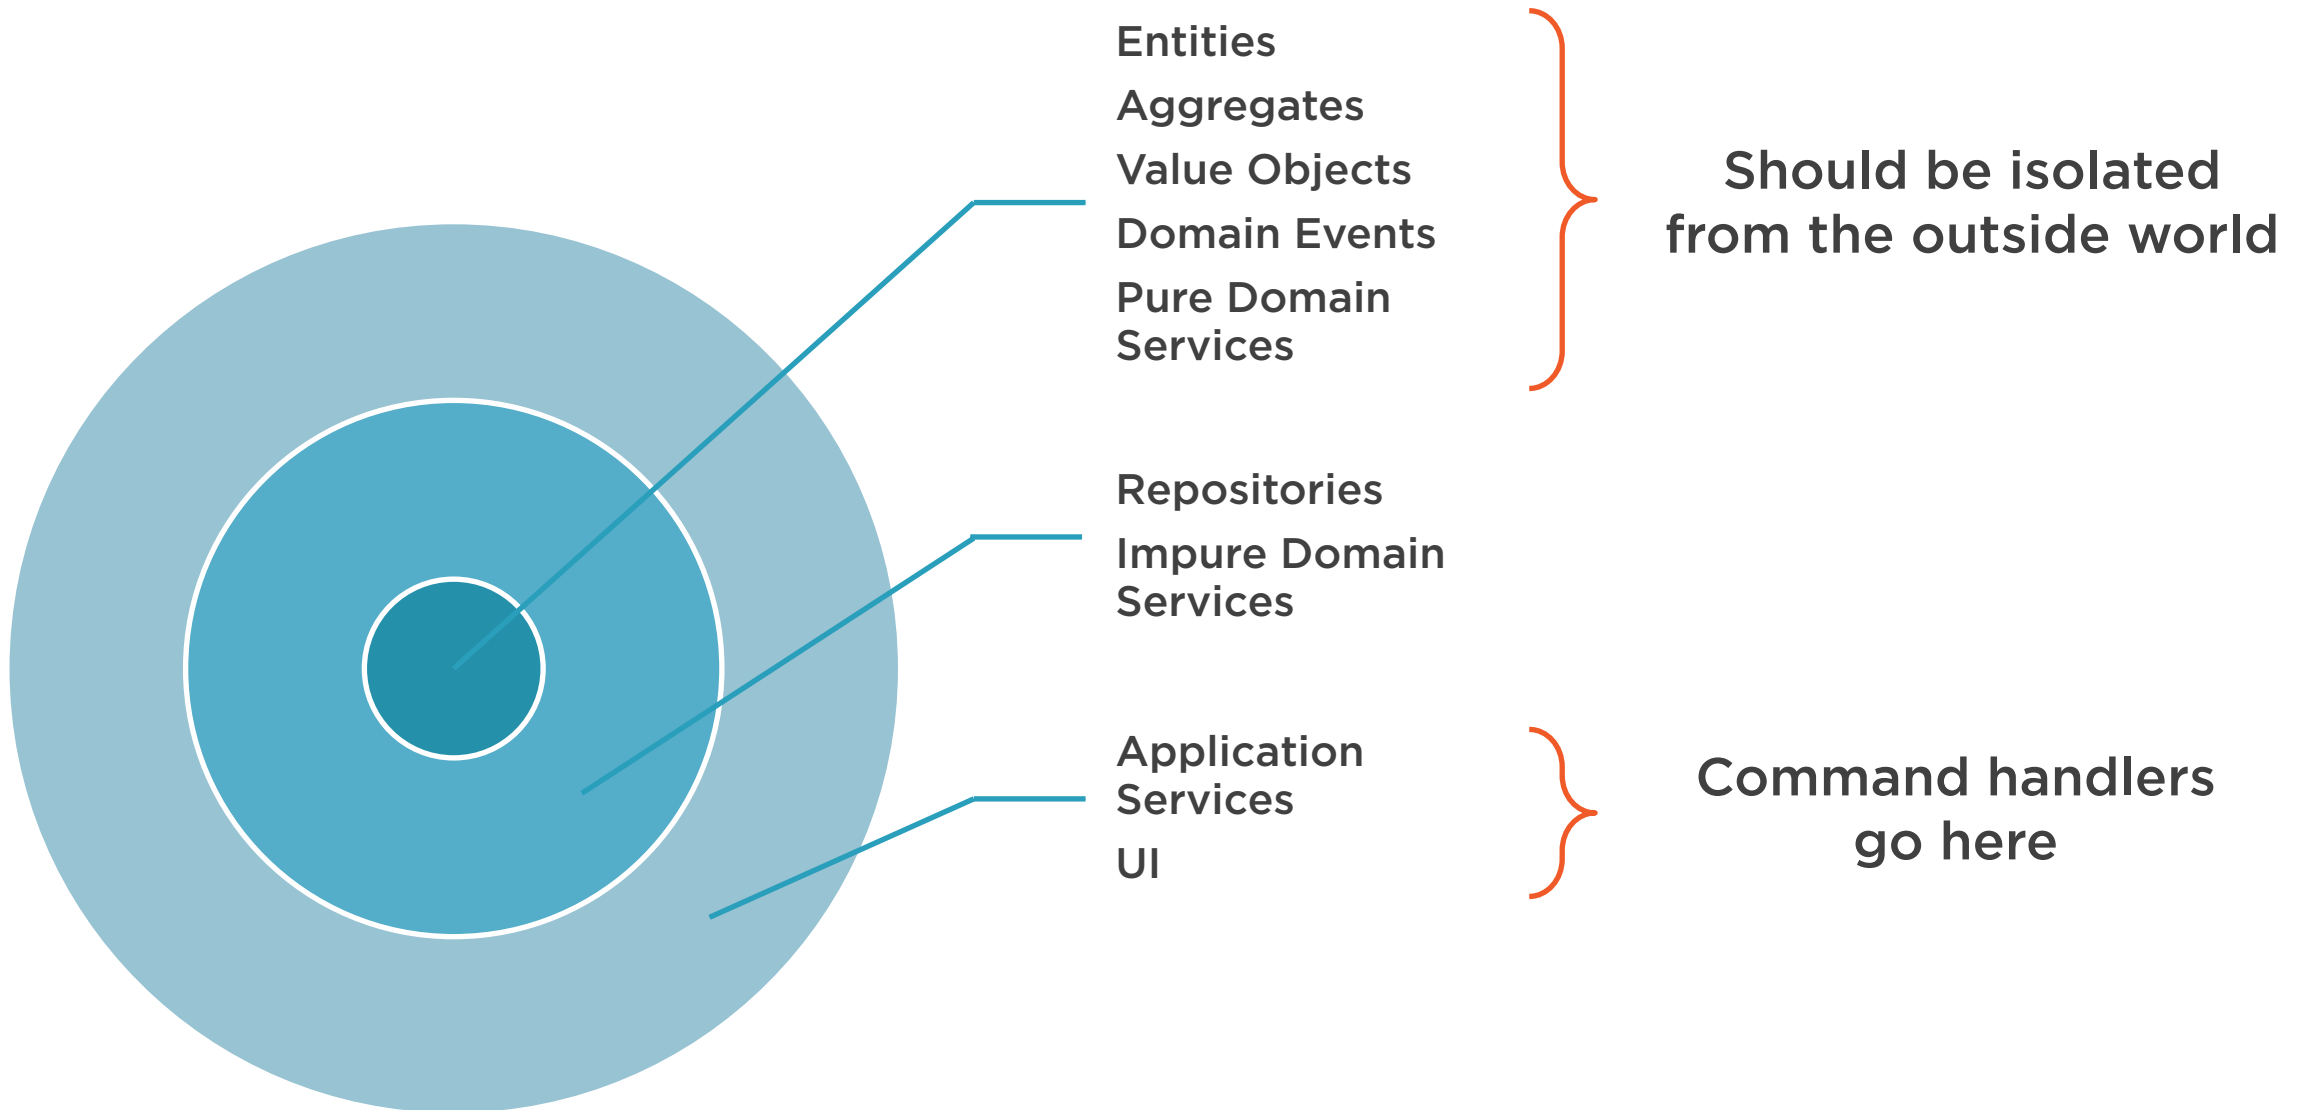 Entities
Aggregates
Value Objects
Domain Events
Pure Domain
Services
Should be isolated
from the outside world
Repositories
Impure Domain
Services
Application
Services
UI
Command handlers
go here